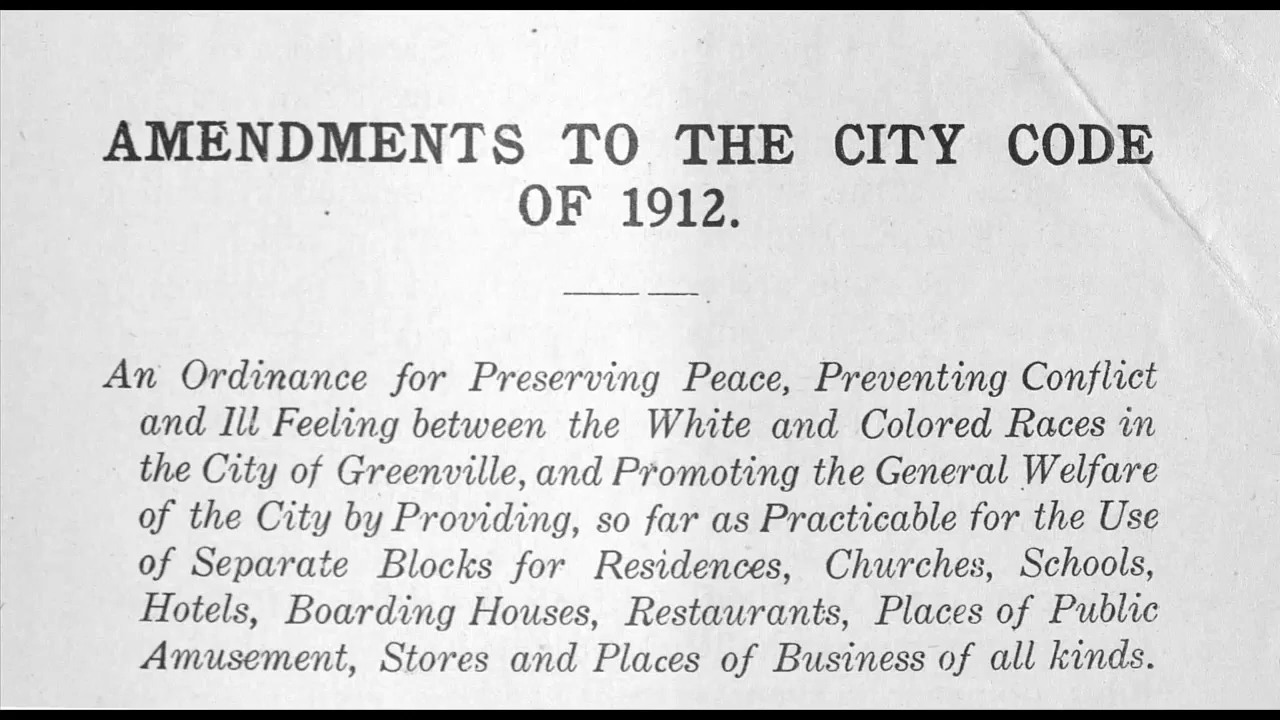 AMENDMENTS TO THE CITY CODE
OF 1912.
An Ordinance for Preserving Peace, Preventing Conflict
and Ill Feeling between the White and Colored Races in
the City of Greenville, and Promoting the General Welfare
of the City by Providing, so far as Practicable for the Use
of Separate Blocks for Residences, Churches, Schools,
Hotels, Boarding Houses, Restaurants, Places of Public
Amusement, Stores and Places of Business of all kinds.